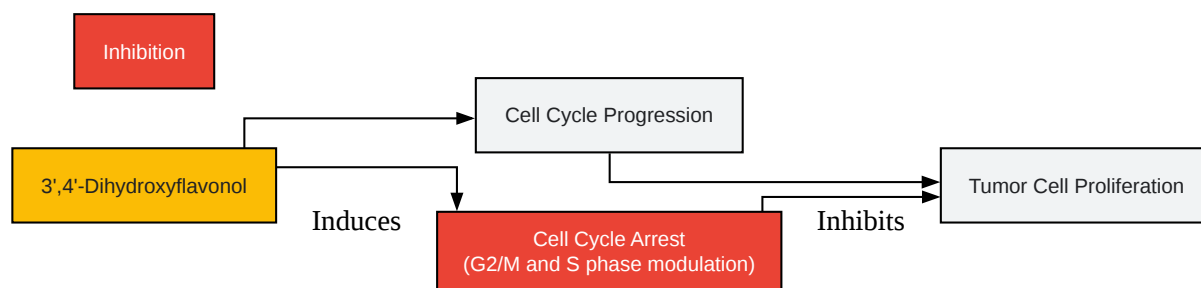 Inhibition
Cell Cycle Progression
3',4'-Dihydroxyflavonol
Tumor Cell Proliferation
Induces
Inhibits
Cell Cycle Arrest
(G2/M and S phase modulation)